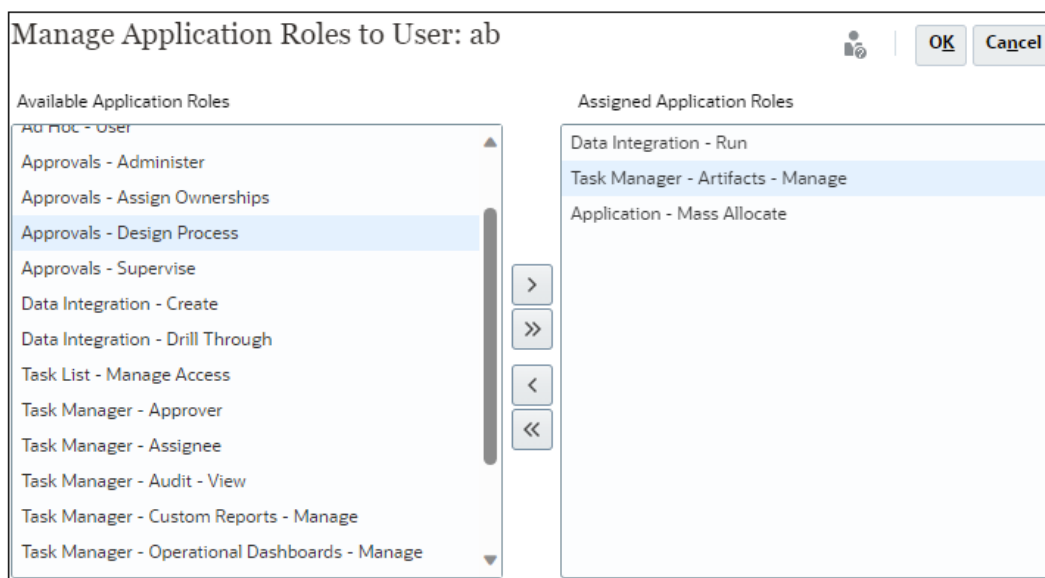 Manage Application Roles to User: ab
OK
Cancel
Available Application Roles
Ad Hoc - User
Approvals - Administer
Approvals - Assign Ownerships
Approvals - Design Process
Approvals - Supervise
Data Integration - Create
Data Integration - Drill Through
Task List - Manage Access
Task Manager - Approver
Task Manager - Assignee
Task Manager - Audit - View
Task Manager - Custom Reports - Manage
Task Manager - Operational Dashboards - Manage
Assigned Application Roles
Data Integration - Run
Task Manager - Artifacts - Manage
Application - Mass Allocate